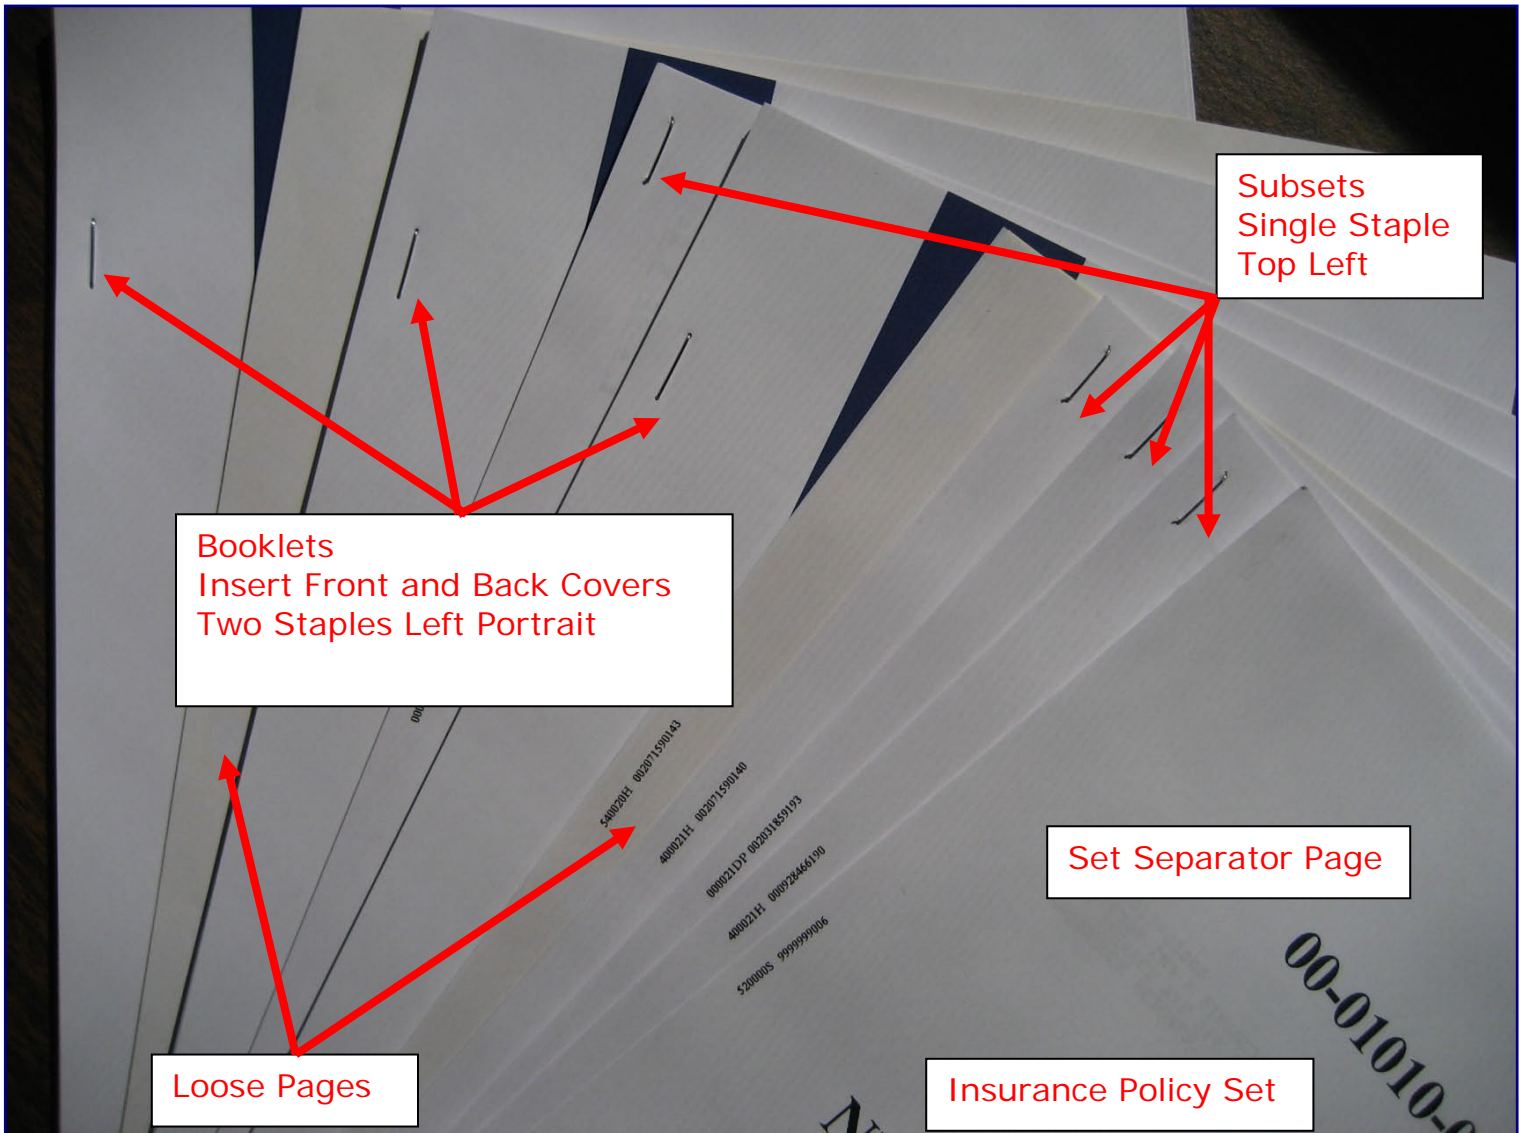 Subsets
Single Staple
Top Left
Booklets
Insert Front and Back Covers
Two Staples Left Portrait
540020H 002071590143
400021H 002071590140
000021DP 002031859193
400021H 000928466190
520000S 9999999006
Set Separator Page
00-01010-
Loose Pages
Insurance Policy Set